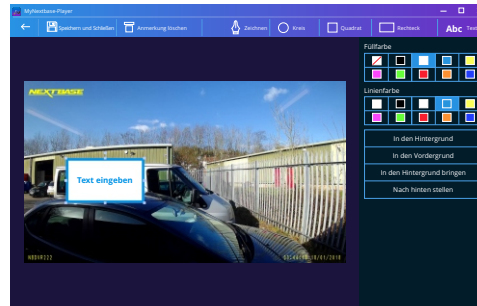 MyNextbase-Player
Speichern und Schließen
Anmerkung löschen
Zeichnen
Kreis
Quadrat
Rechteck
Abc Text
Füllfarbe
Linienfarbe
In den Hintergrund
In den Vordergrund
In den Hintergrund bringen
Nach hinten stellen
NEXTBASE
Text eingeben